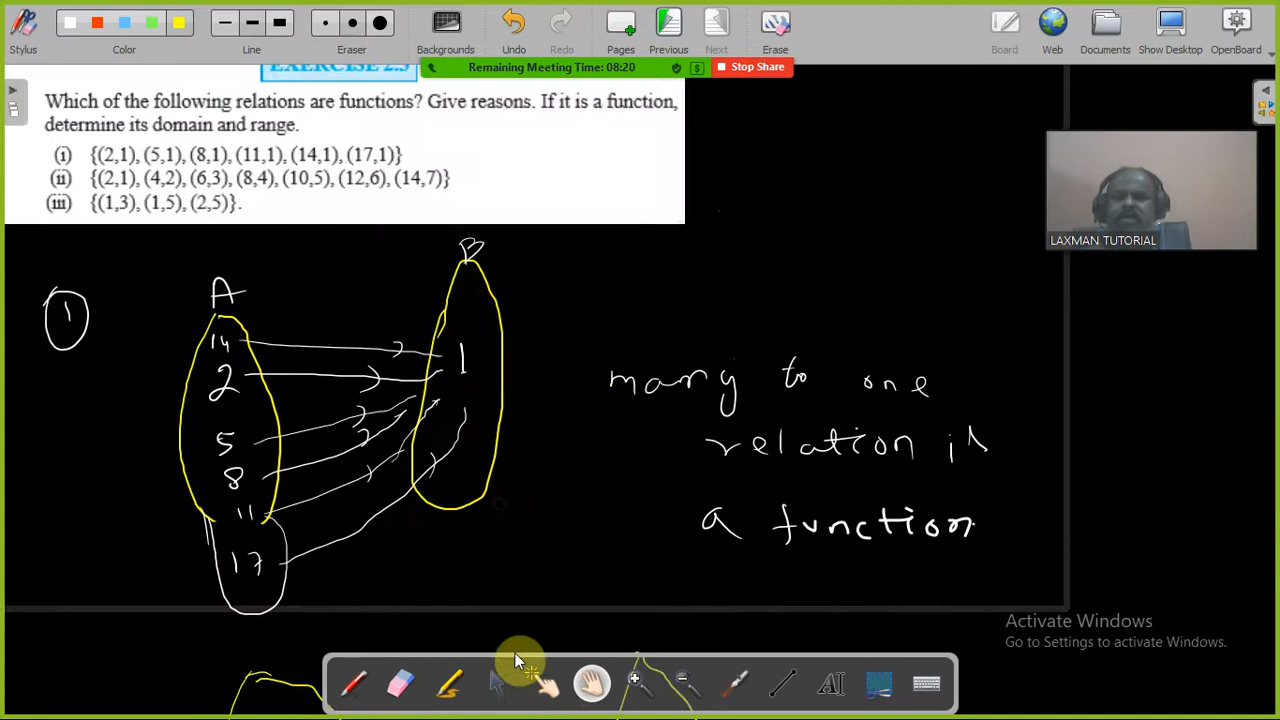 Stylus Color Line Eraser Backgrounds Undo Redo Pages Previous Next Erase Board Web Documents Show Desktop OpenBoard
Remaining Meeting Time: 08:20 Stop Share
EXERCISE 2.3
Which of the following relations are functions? Give reasons. If it is a function,
determine its domain and range.
(i) {(2,1), (5,1), (8,1), (11,1), (14,1), (17,1)}
(ii) {(2,1), (4,2), (6,3), (8,4), (10,5), (12,6), (14,7)}
(iii) {(1,3), (1,5), (2,5)}.
LAXMAN TUTORIAL
1
A
B
14
2
5
8
11
17
1
many to one
relation is
a function
Activate Windows
Go to Settings to activate Windows.